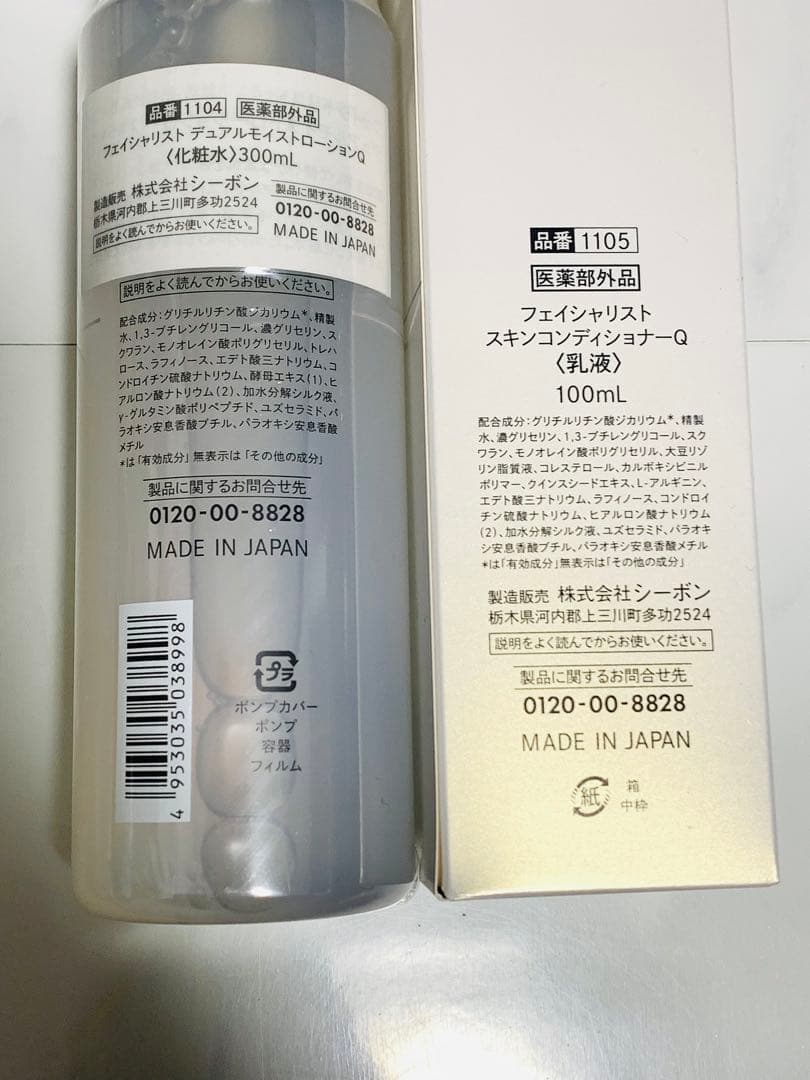 品番 1104 医薬部外品
フェイシャリスト デュアルモイストローションQ
〈化粧水〉300mL
製造販売 株式会社シーボン
栃木県河内郡上三川町多功2524
説明をよく読んでからお使いください。
製品に関するお問合せ先
0120-00-8828
MADE IN JAPAN
説明をよく読んでからお使いください。
配合成分:グリチルリチン酸ジカリウム*、精製
水、1,3-ブチレングリコール、濃グリセリン、ス
クワラン、モノオレイン酸ポリグリセリル、トレハ
ロース、ラフィノース、エデト酸三ナトリウム、コ
ンドロイチン硫酸ナトリウム、酵母エキス(1)、ヒ
アルロン酸ナトリウム(2)、加水分解シルク液、
γ-グルタミン酸ポリペプチド、ユズセラミド、パ
ラオキシ安息香酸ブチル、パラオキシ安息香酸
メチル
*は「有効成分」無表示は「その他の成分」
製品に関するお問合せ先
0120-00-8828
MADE IN JAPAN
4 953035 038998
プラ
ポンプカバー
ポンプ
容器
フィルム
品番 1105
医薬部外品
フェイシャリスト
スキンコンディショナーQ
〈乳液〉
100mL
配合成分:グリチルリチン酸ジカリウム*、精製
水、濃グリセリン、1,3-ブチレングリコール、スク
ワラン、モノオレイン酸ポリグリセリル、大豆リゾ
リン脂質液、コレステロール、カルボキシビニル
ポリマー、クインスシードエキス、L-アルギニン、
エデト酸三ナトリウム、ラフィノース、コンドロイ
チン硫酸ナトリウム、ヒアルロン酸ナトリウム
(2)、加水分解シルク液、ユズセラミド、パラオキ
シ安息香酸ブチル、パラオキシ安息香酸メチル
*は「有効成分」無表示は「その他の成分」
製造販売 株式会社シーボン
栃木県河内郡上三川町多功2524
説明をよく読んでからお使いください。
製品に関するお問合せ先
0120-00-8828
MADE IN JAPAN
紙
箱
中枠